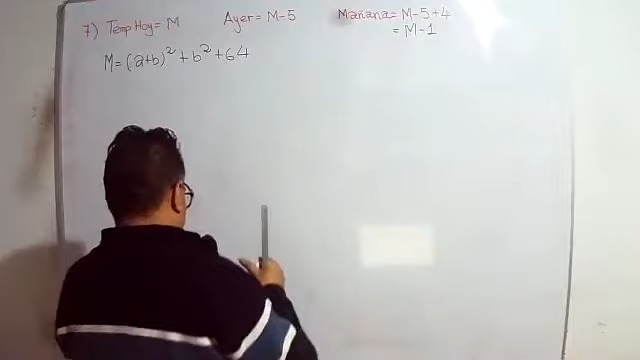 7) Temp Hoy = M Ayer = M-5 Mañana = M-5+4
= M-1
M = (a+b)² + b² + 64